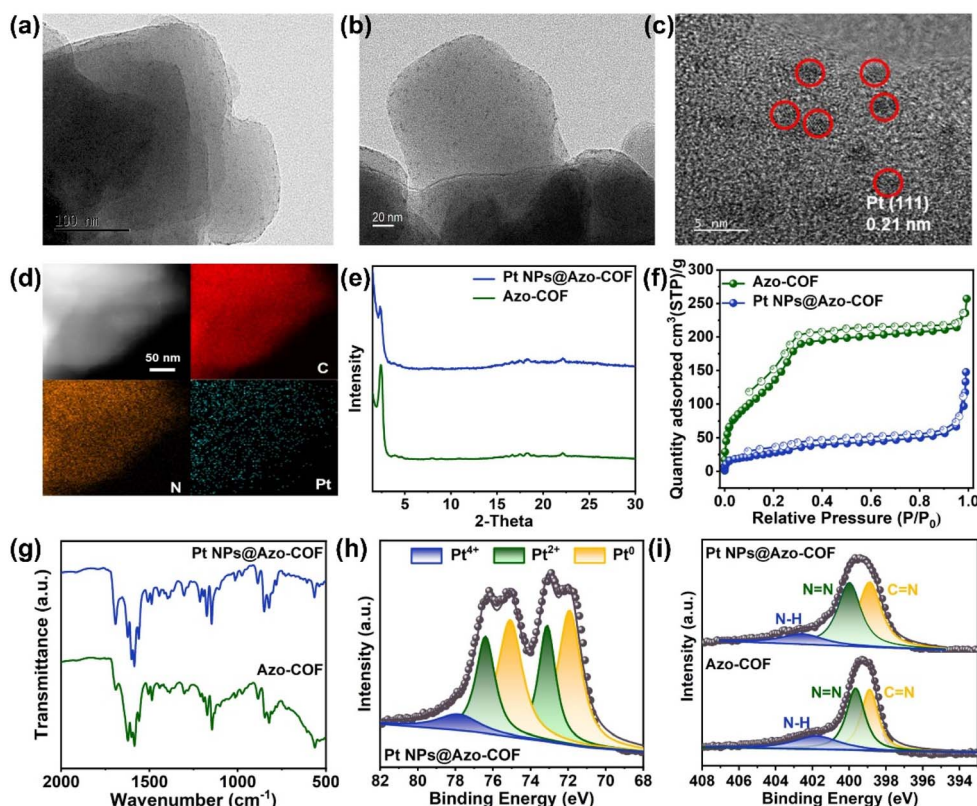 (a)
100 nm
(b)
20 nm
(c)
Pt (111)
0.21 nm
5 nm
(d)
50 nm
C
N
Pt
(e)
Pt NPs@Azo-COF
Azo-COF
Intensity
5 10 15 20 25 30
2-Theta
(f)
Azo-COF
Pt NPs@Azo-COF
Quantity adsorbed cm³(STP)/g
300
250
200
150
100
50
0
0.0 0.2 0.4 0.6 0.8 1.0
Relative Pressure (P/P₀)
(g)
Pt NPs@Azo-COF
Azo-COF
Transmittance (a.u.)
2000 1500 1000 500
Wavenumber (cm⁻¹)
(h)
Pt⁴⁺ Pt²⁺ Pt⁰
Intensity (a.u.)
Pt NPs@Azo-COF
82 80 78 76 74 72 70 68
Binding Energy (eV)
(i)
Pt NPs@Azo-COF
N=N
C=N
N-H
Azo-COF
N=N
C=N
N-H
Intensity (a.u.)
408 406 404 402 400 398 396 394
Binding Energy (eV)